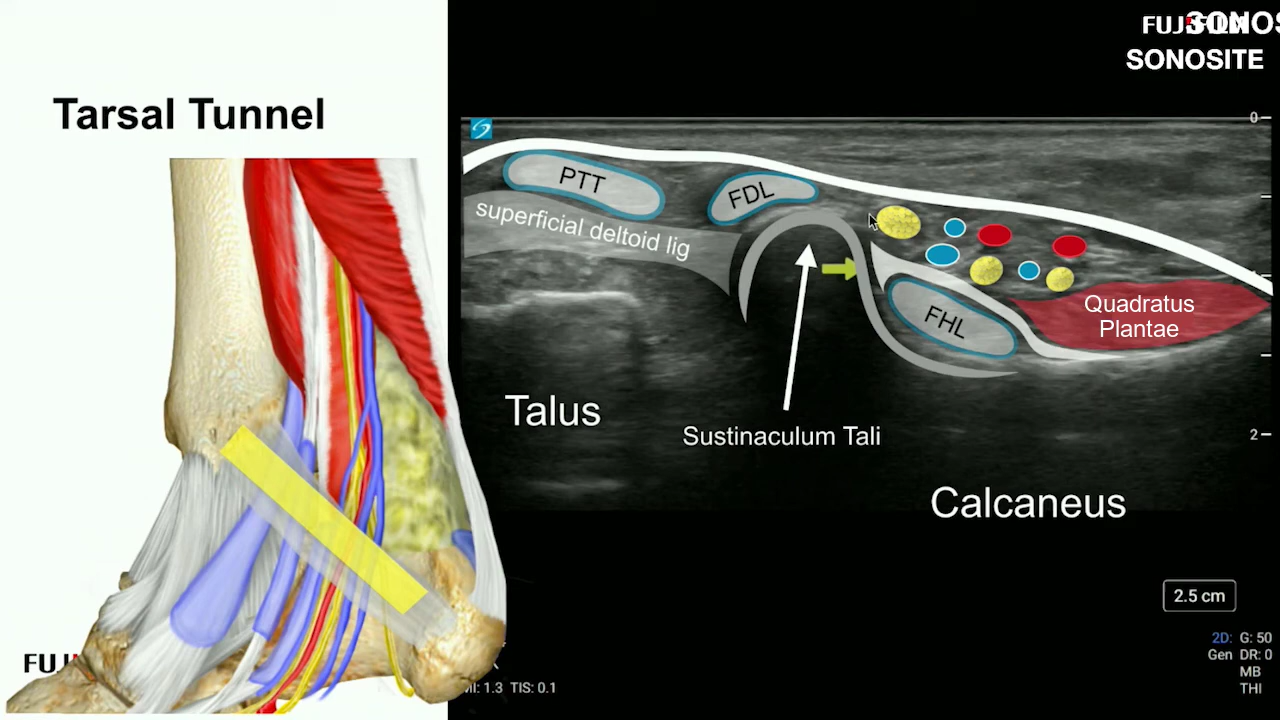 Tarsal Tunnel
FUJIFILM
SONOSITE
0
PTT
FDL
superficial deltoid lig
FHL
Quadratus
Plantae
Talus
Sustinaculum Tali
2
Calcaneus
2.5 cm
2D: G: 50
Gen DR: 0
MB
THI
MI: 1.3 TIS: 0.1